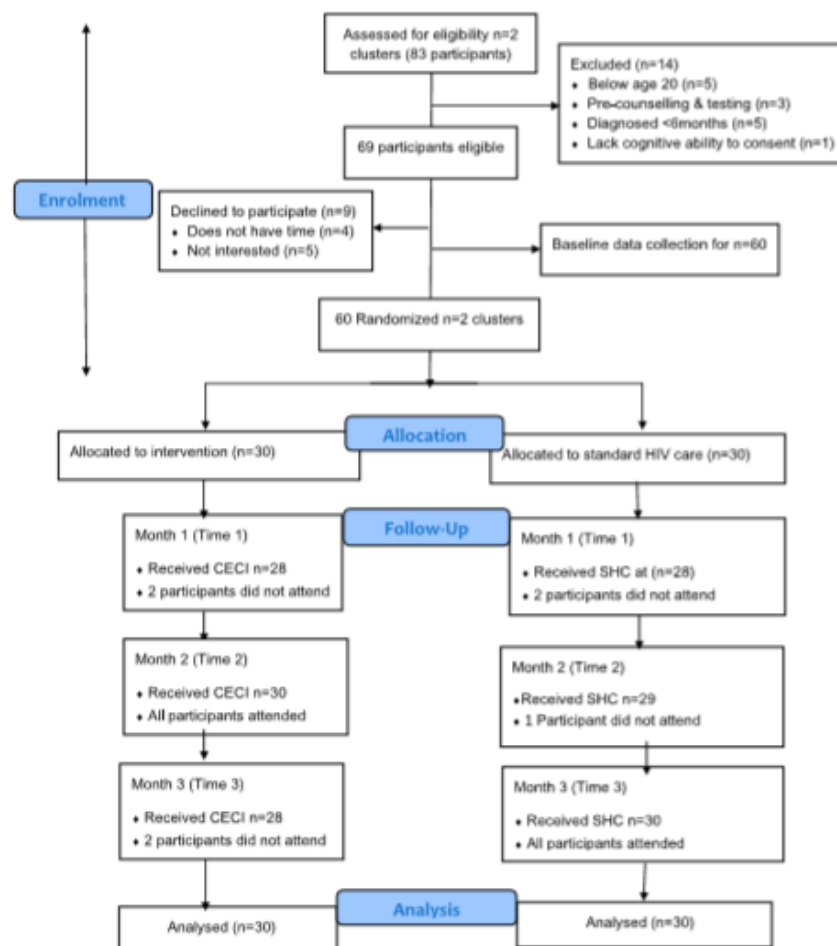 Assessed for eligibility n=2
clusters (83 participants)
Excluded (n=14)
♦ Below age 20 (n=5)
♦ Pre-counselling & testing (n=3)
♦ Diagnosed <6months (n=5)
♦ Lack cognitive ability to consent (n=1)
69 participants eligible
Enrolment
Declined to participate (n=9)
♦ Does not have time (n=4)
♦ Not interested (n=5)
Baseline data collection for n=60
60 Randomized n=2 clusters
Allocation
Allocated to intervention (n=30)
Allocated to standard HIV care (n=30)
Follow-Up
Month 1 (Time 1)
♦ Received CECI n=28
♦ 2 participants did not attend
Month 1 (Time 1)
♦ Received SHC at (n=28)
♦ 2 participants did not attend
Month 2 (Time 2)
♦ Received CECI n=30
♦ All participants attended
Month 2 (Time 2)
♦Received SHC n=29
♦ 1 Participant did not attend
Month 3 (Time 3)
♦ Received CECI n=28
♦ 2 participants did not attend
Month 3 (Time 3)
♦ Received SHC n=30
♦ All participants attended
Analysis
Analysed (n=30)
Analysed (n=30)